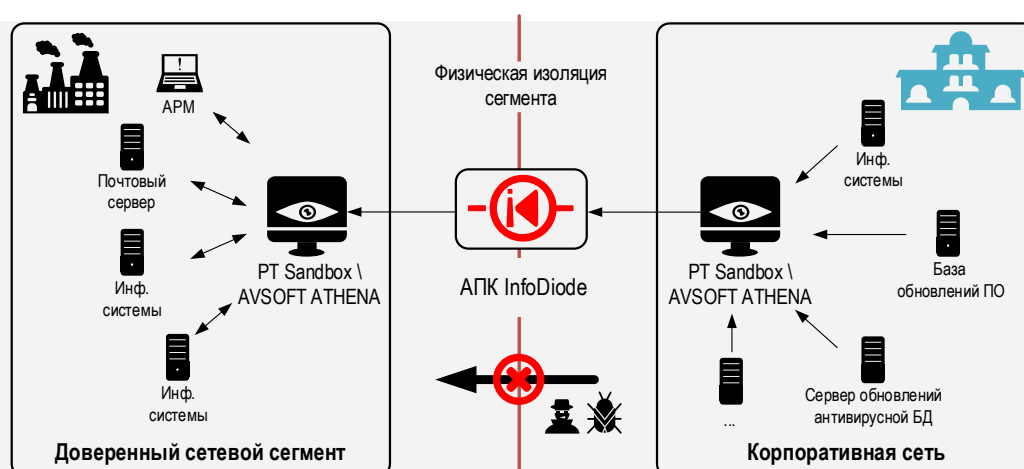 Физическая изоляция
сегмента
АРМ
Почтовый
сервер
Инф.
системы
Инф.
системы
PT Sandbox \
AVSOFT ATHENA
Доверенный сетевой сегмент
АПК InfoDiode
Инф.
системы
База
обновлений ПО
PT Sandbox \
AVSOFT ATHENA
Сервер обновлений
антивирусной БД
...
Корпоративная сеть